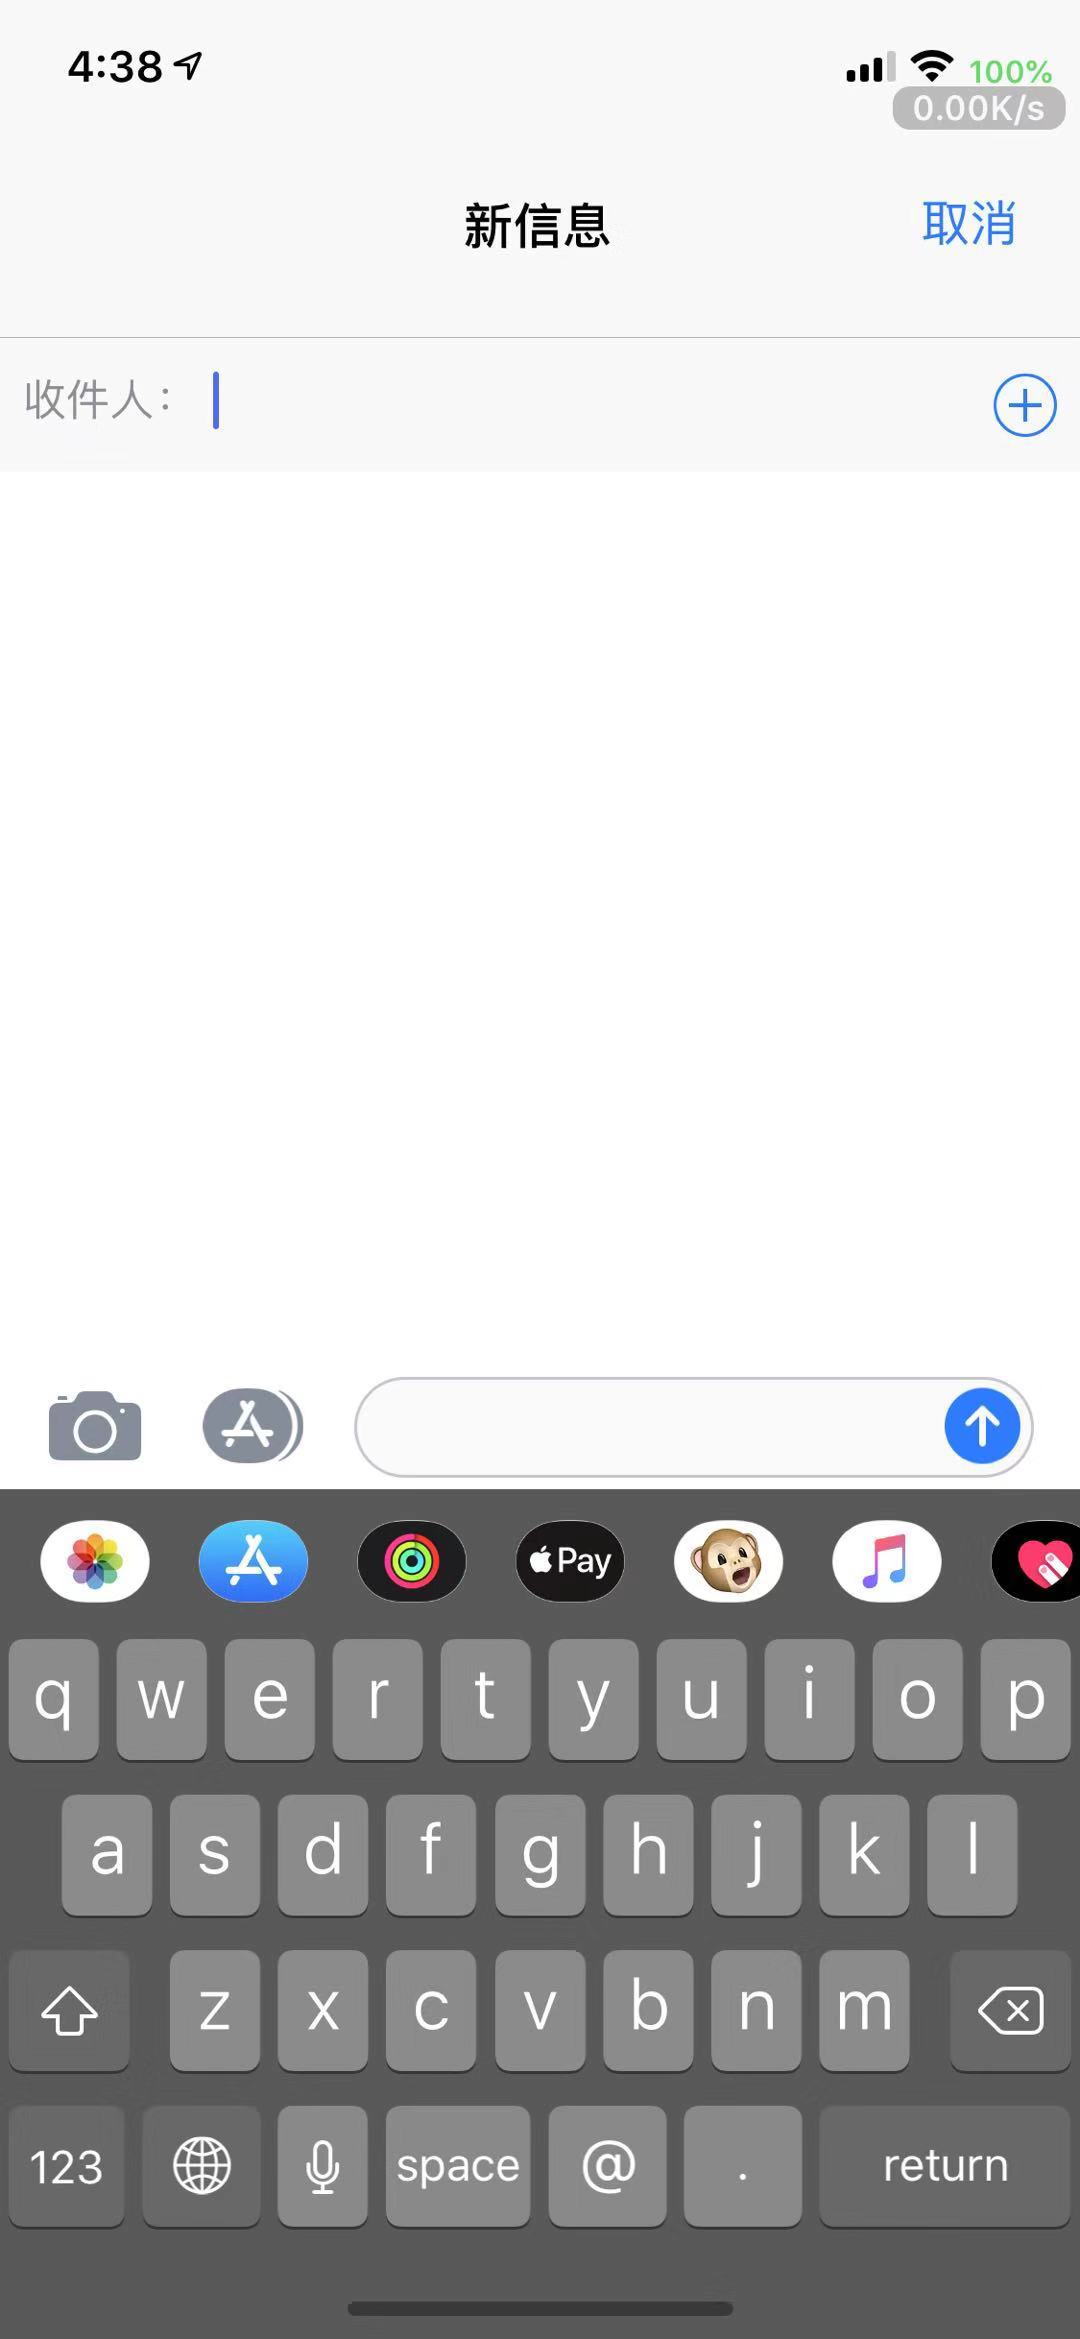 4:38 100%
0.00K/s
新信息 取消
收件人：
Pay
q w e r t y u i o p
a s d f g h j k l
z x c v b n m
123 space @ . return